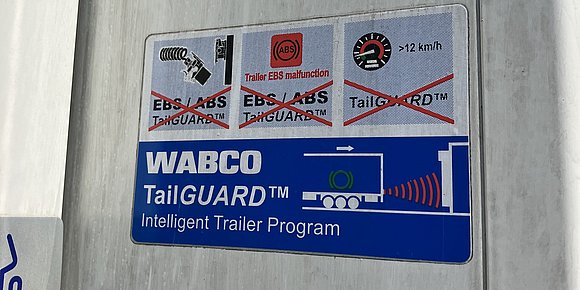 EBS / ABS
TailGUARD™
ABS
Trailer EBS malfunction
EBS / ABS
TailGUARD™
>12 km/h
TailGUARD™
WABCO
TailGUARD™
Intelligent Trailer Program